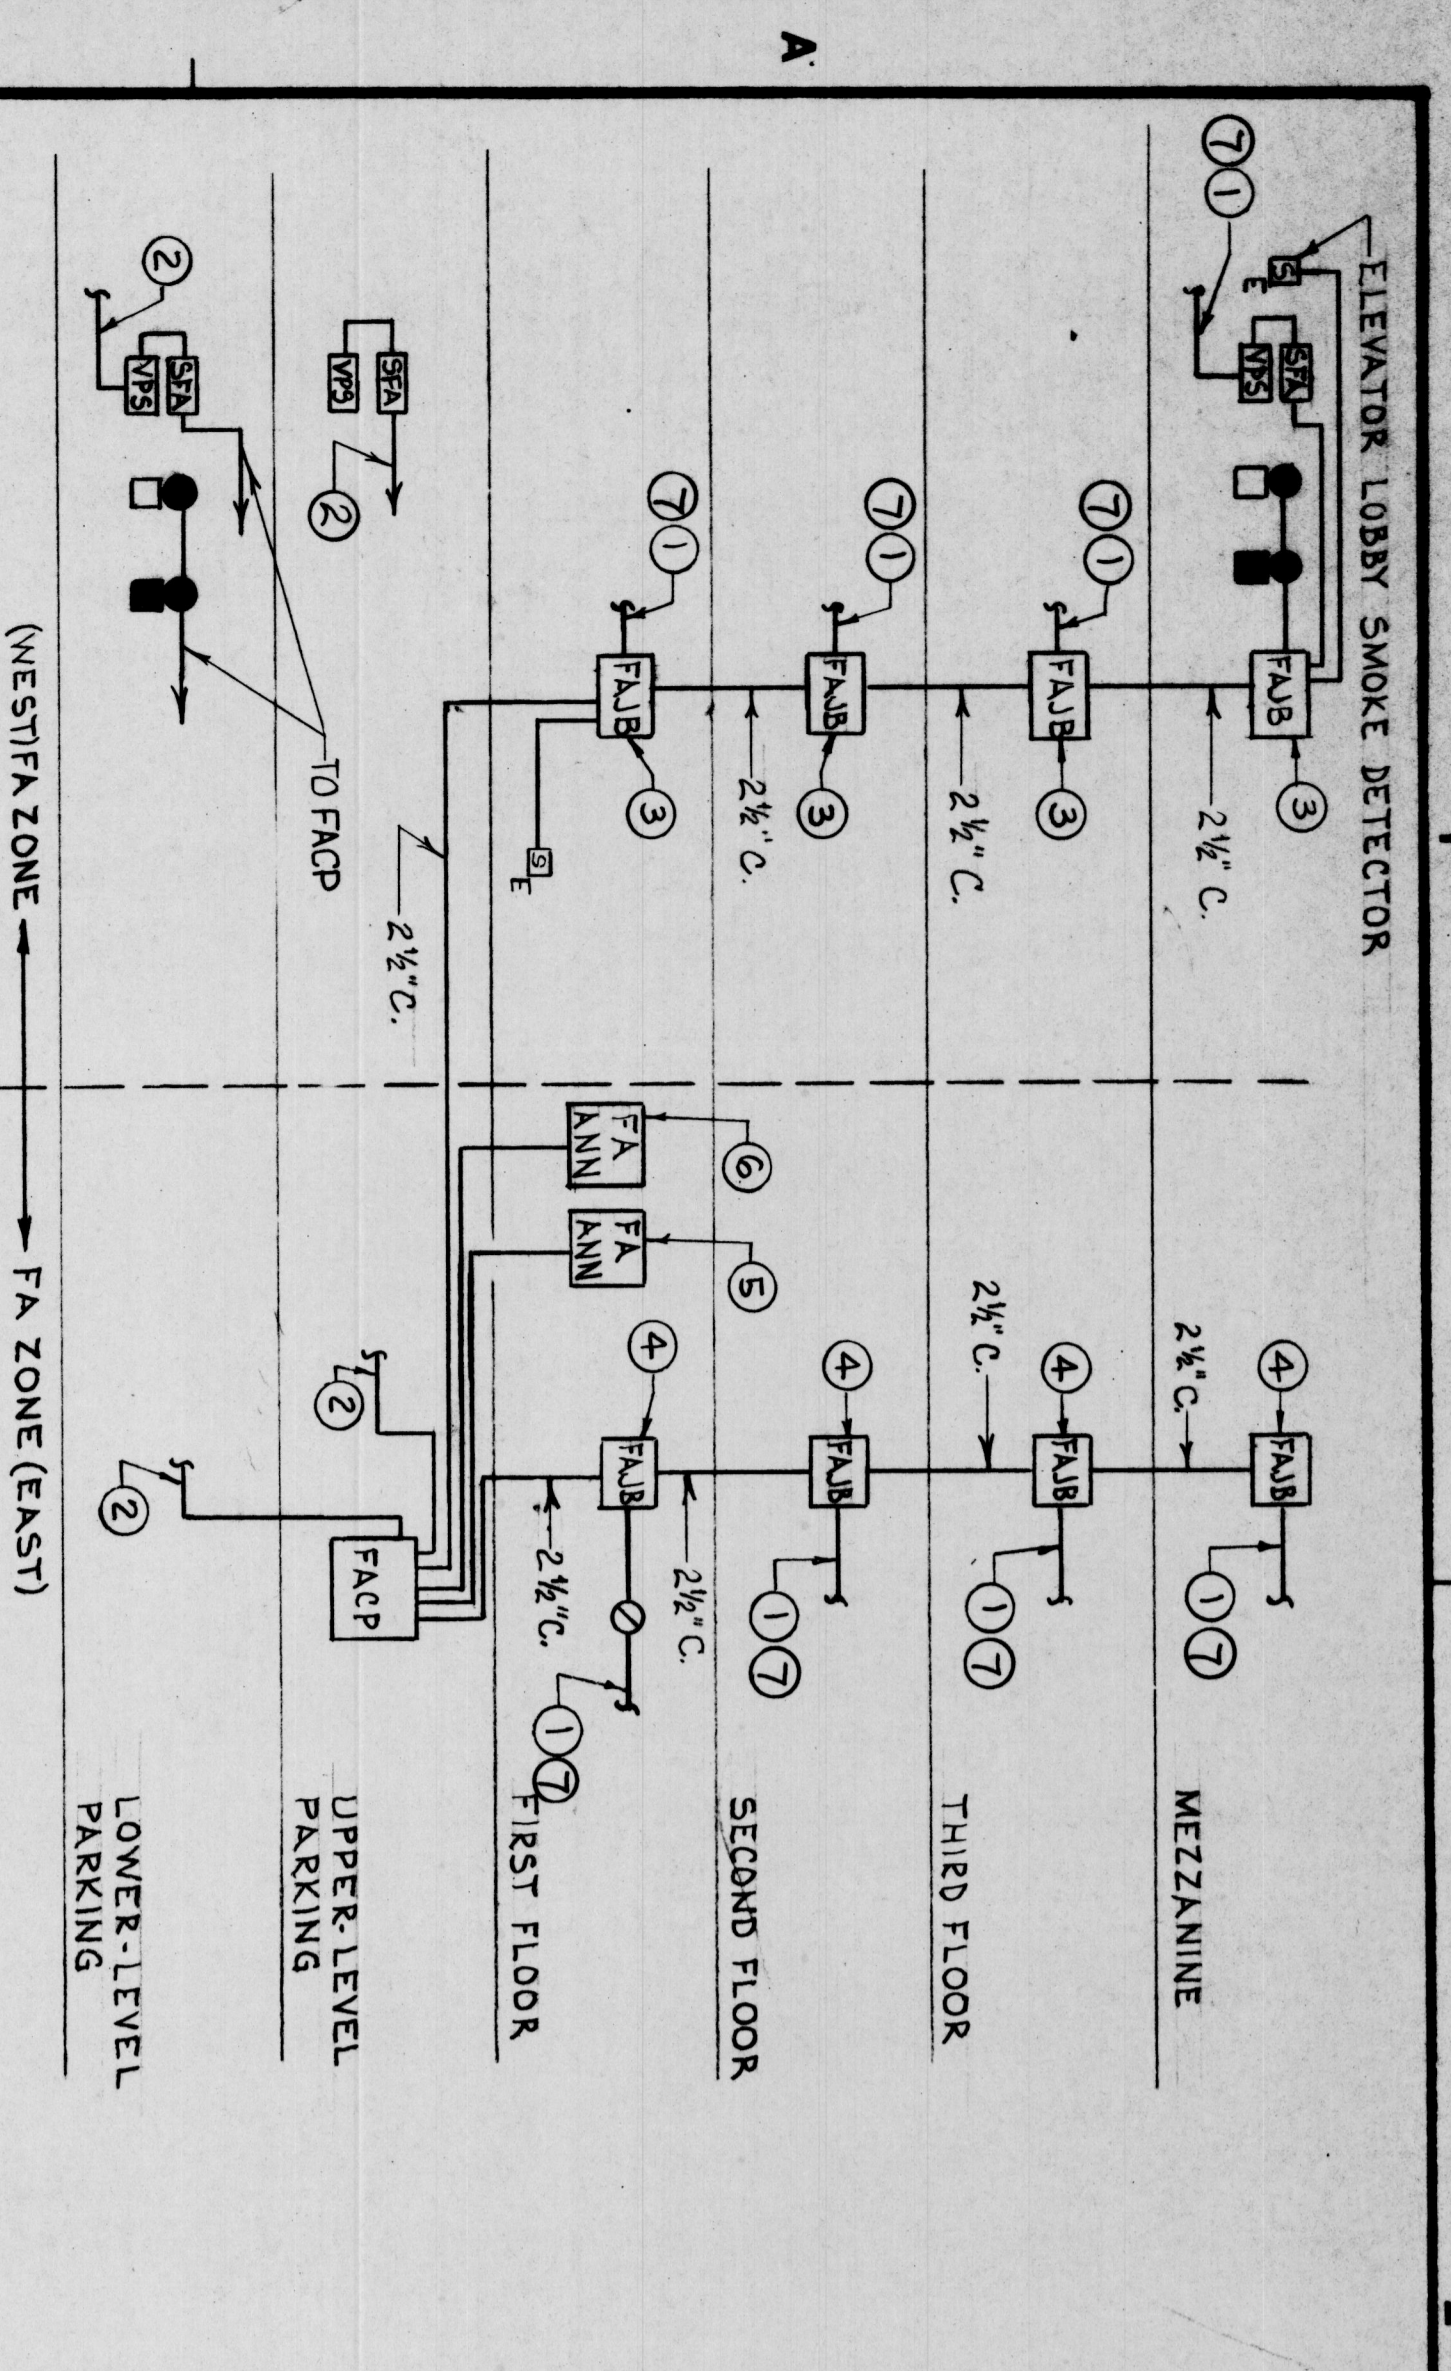 A
ELEVATOR LOBBY SMOKE DETECTOR
7 1
S
E
SFA
VPS
FAJB
3
2½" C.
4
FAJB
2½" C.
1 7
MEZZANINE
7 1
FAJB
3
2½" C.
4
FAJB
2½" C.
1 7
THIRD FLOOR
7 1
FAJB
3
2½" C.
4
FAJB
1 7
SECOND FLOOR
7 1
FAJB
3
S
E
6
FA
ANN
5
FA
ANN
4
FAJB
2½" C.
2½" C.
1 7
FIRST FLOOR
SFA
VPS
2
2½" C.
2
FACP
UPPER-LEVEL
PARKING
2
SFA
VPS
TO FACP
2
LOWER-LEVEL
PARKING
(WEST) FA ZONE
FA ZONE (EAST)